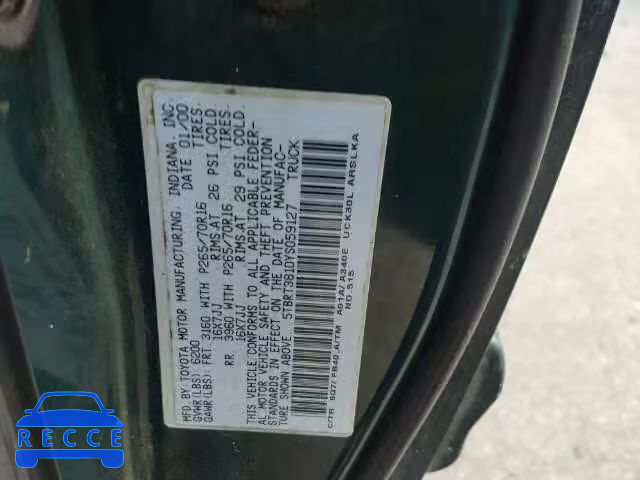 MFD. BY TOYOTA MOTOR MANUFACTURING, INDIANA, INC.
GVWR(LBS): 6200 DATE 01/00
GAWR(LBS): FRT 3160 WITH P265/70R16 TIRES.
16X7JJ RIMS.AT 26 PSI COLD.
RR 3960 WITH P265/70R16 TIRES.
16X7JJ RIMS.AT 29 PSI COLD.
THIS VEHICLE CONFORMS TO ALL APPLICABLE FEDER-
AL MOTOR VEHICLE SAFETY AND THEFT PREVENTION
STANDARDS IN EFFECT ON THE DATE OF MANUFAC-
TURE SHOWN ABOVE.
5TBRT3810YS059127 TRUCK
C/TR 6Q7/FB40 A/TM A01A/A340E UCK30L ARSLKA
NO.515
RECCE